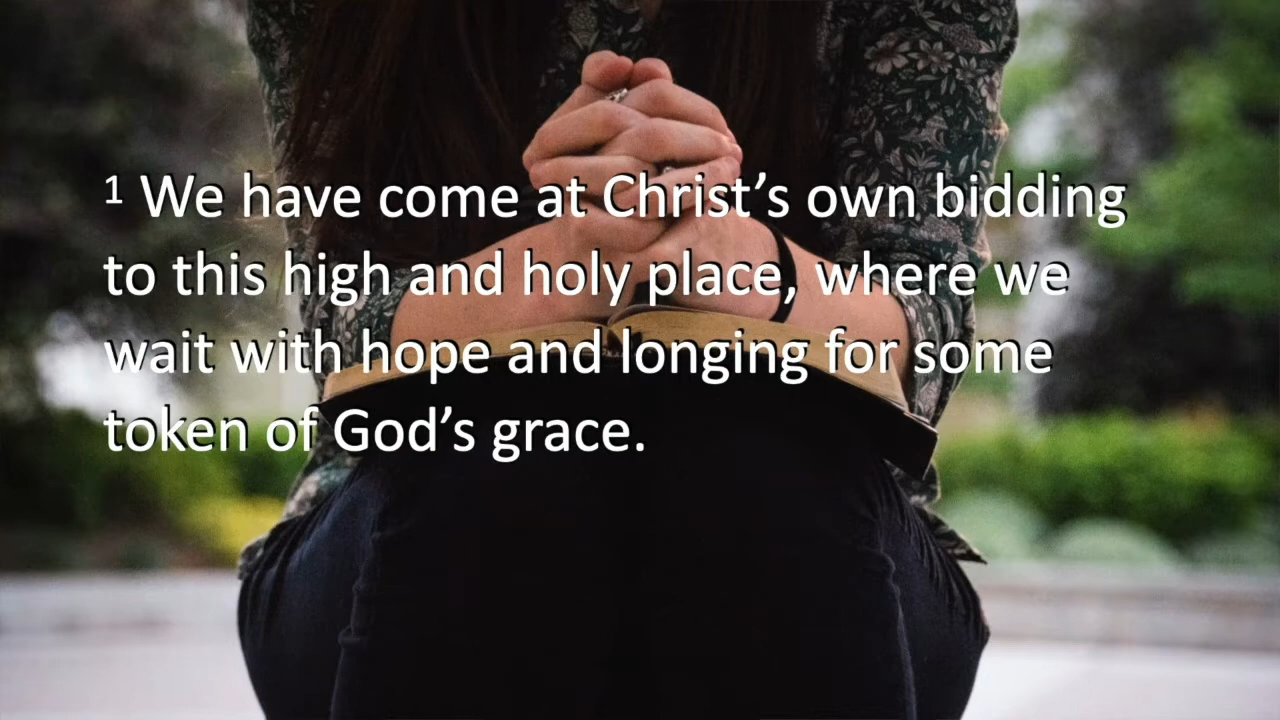 1 We have come at Christ’s own bidding
to this high and holy place, where we
wait with hope and longing for some
token of God’s grace.